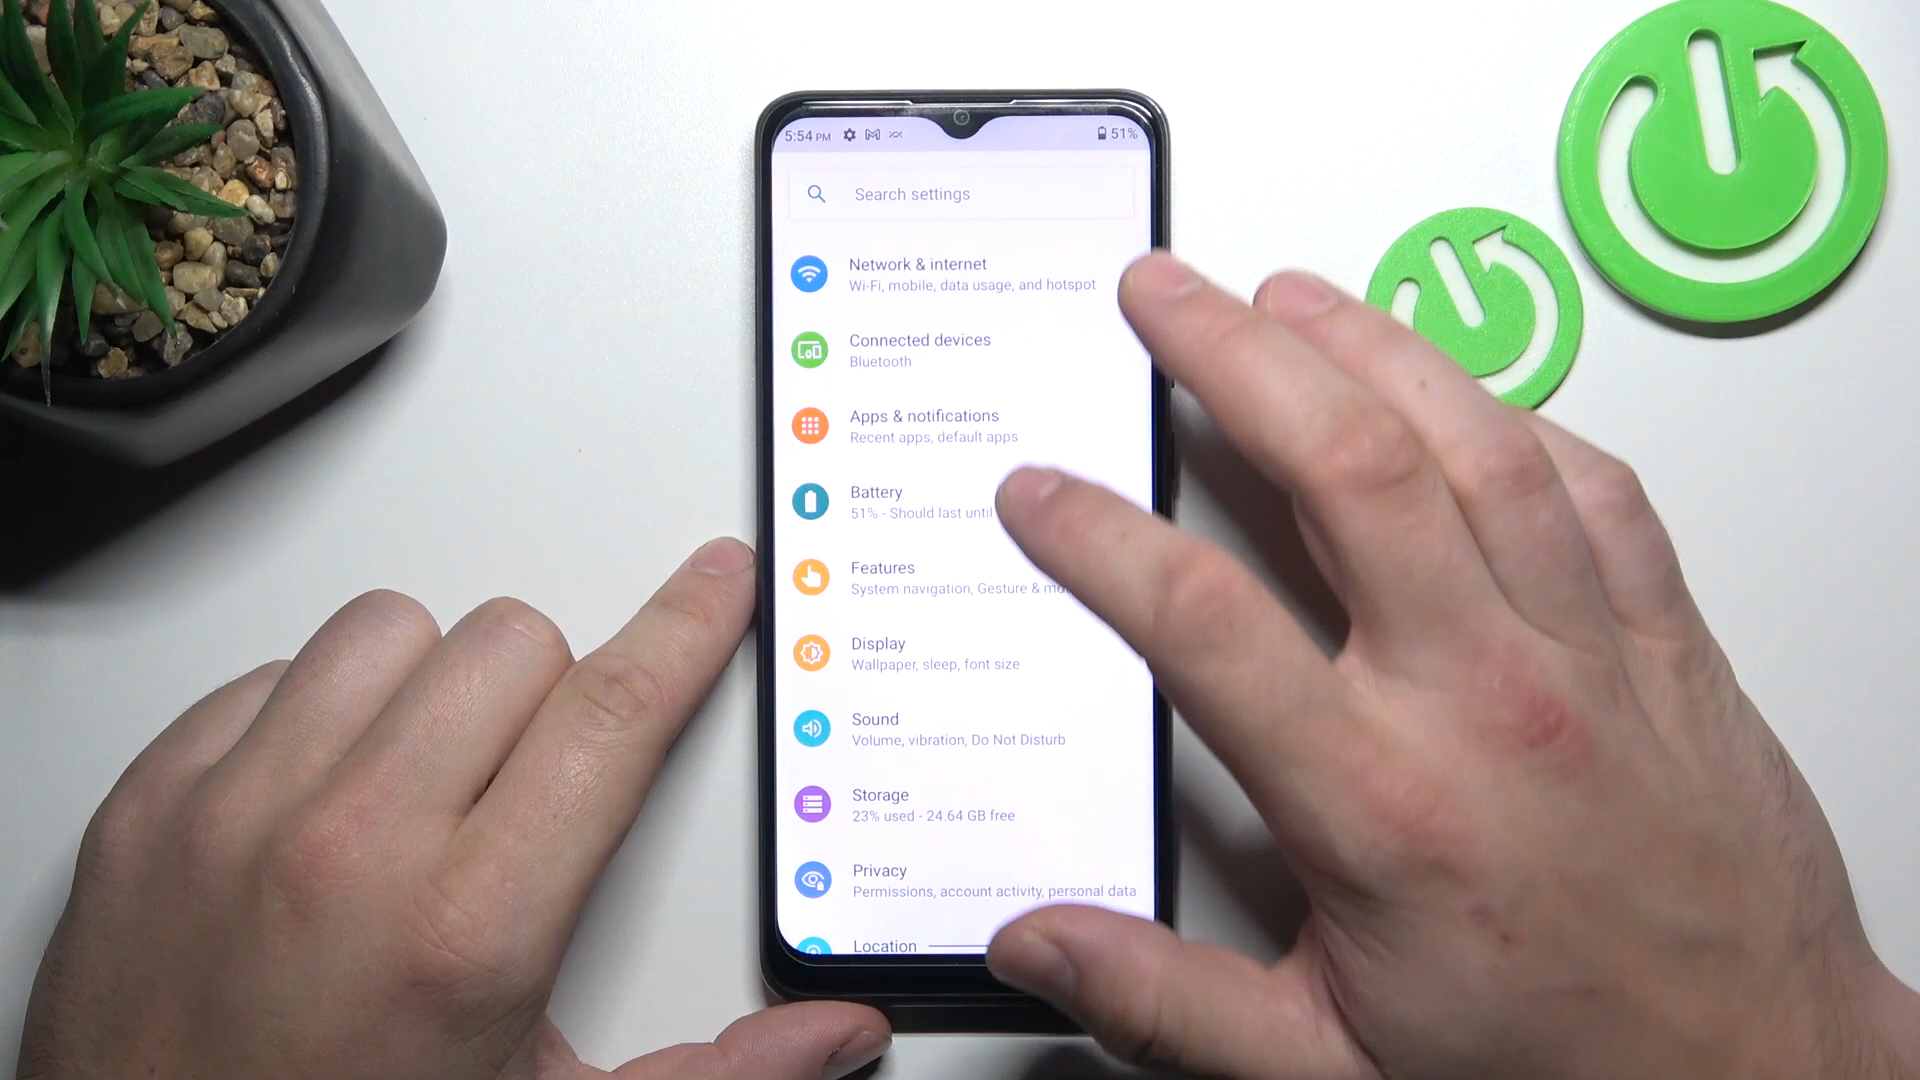 5:54 PM 51%
Search settings
Network & internet
Wi-Fi, mobile, data usage, and hotspot
Connected devices
Bluetooth
Apps & notifications
Recent apps, default apps
Battery
51% - Should last until
Features
System navigation, Gesture &
Display
Wallpaper, sleep, font size
Sound
Volume, vibration, Do Not Disturb
Storage
23% used - 24.64 GB free
Privacy
Permissions, account activity, personal data
Location